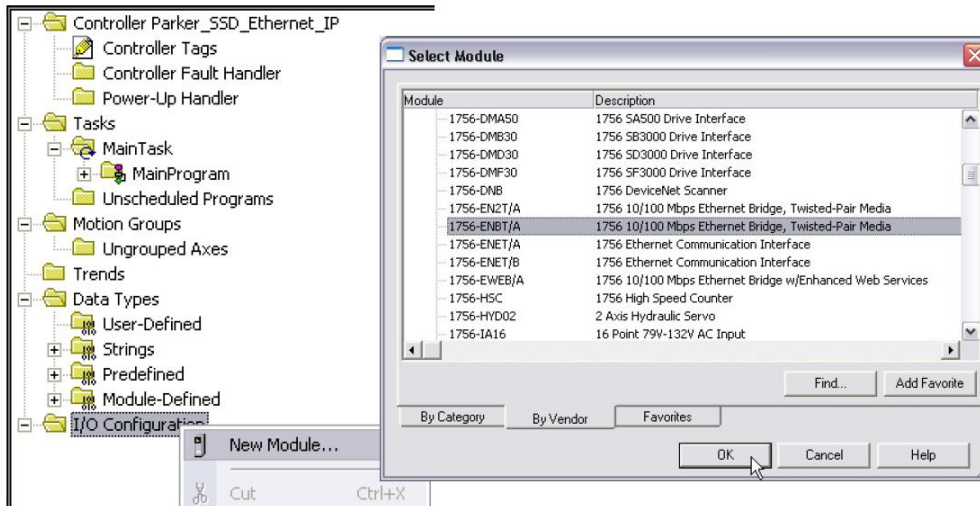 Controller Parker_SSD_Ethernet_IP
Controller Tags
Controller Fault Handler
Power-Up Handler
Tasks
MainTask
MainProgram
Unscheduled Programs
Motion Groups
Ungrouped Axes
Trends
Data Types
User-Defined
Strings
Predefined
Module-Defined
I/O Configuration
New Module...
Cut Ctrl+X
Select Module
Module Description
1756-DMA50 1756 SA500 Drive Interface
1756-DMB30 1756 SB3000 Drive Interface
1756-DMD30 1756 SD3000 Drive Interface
1756-DMF30 1756 SF3000 Drive Interface
1756-DNB 1756 DeviceNet Scanner
1756-EN2T/A 1756 10/100 Mbps Ethernet Bridge, Twisted-Pair Media
1756-ENBT/A 1756 10/100 Mbps Ethernet Bridge, Twisted-Pair Media
1756-ENET/A 1756 Ethernet Communication Interface
1756-ENET/B 1756 Ethernet Communication Interface
1756-EWEB/A 1756 10/100 Mbps Ethernet Bridge w/Enhanced Web Services
1756-HSC 1756 High Speed Counter
1756-HYD02 2 Axis Hydraulic Servo
1756-IA16 16 Point 79V-132V AC Input
Find... Add Favorite
By Category By Vendor Favorites
OK Cancel Help